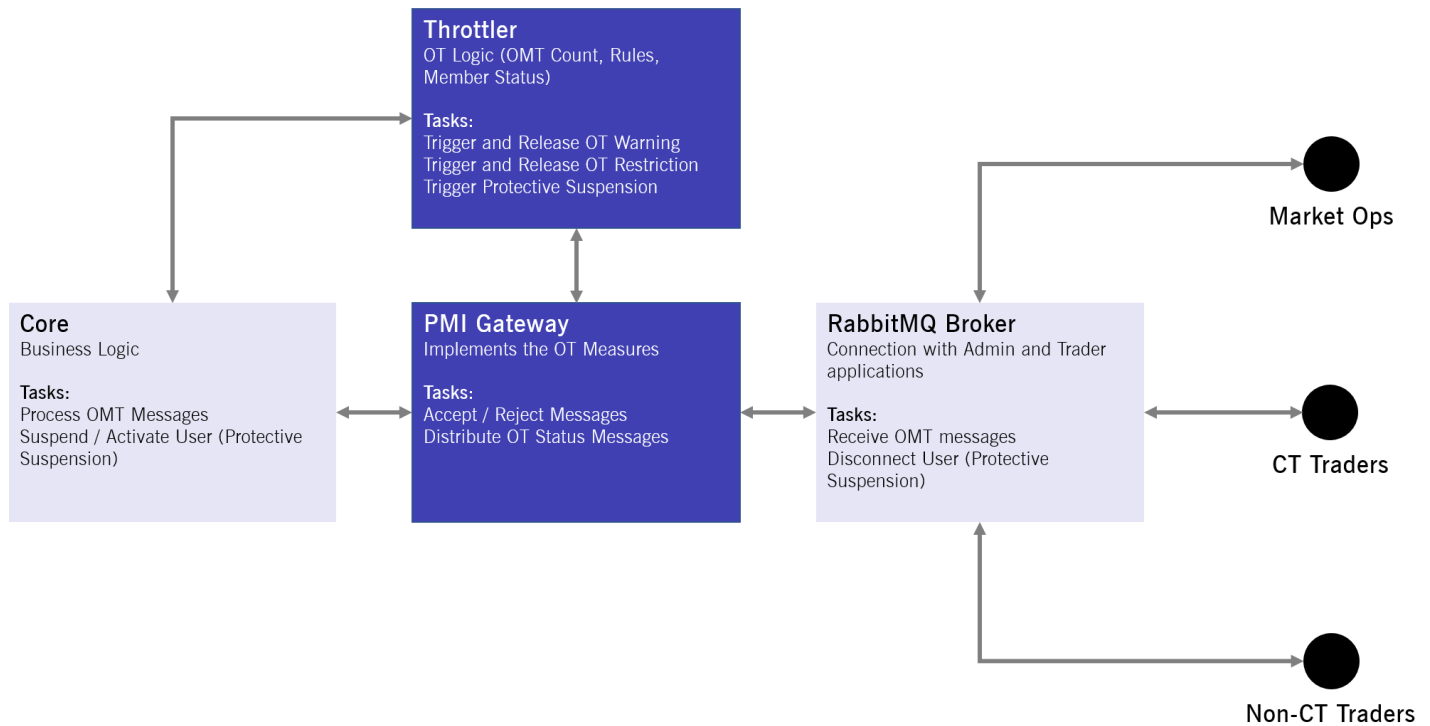 Throttler
OT Logic (OMT Count, Rules,
Member Status)
Tasks:
Trigger and Release OT Warning
Trigger and Release OT Restriction
Trigger Protective Suspension
Core
Business Logic
Tasks:
Process OMT Messages
Suspend / Activate User (Protective
Suspension)
PMI Gateway
Implements the OT Measures
Tasks:
Accept / Reject Messages
Distribute OT Status Messages
RabbitMQ Broker
Connection with Admin and Trader
applications
Tasks:
Receive OMT messages
Disconnect User (Protective
Suspension)
Market Ops
CT Traders
Non-CT Traders